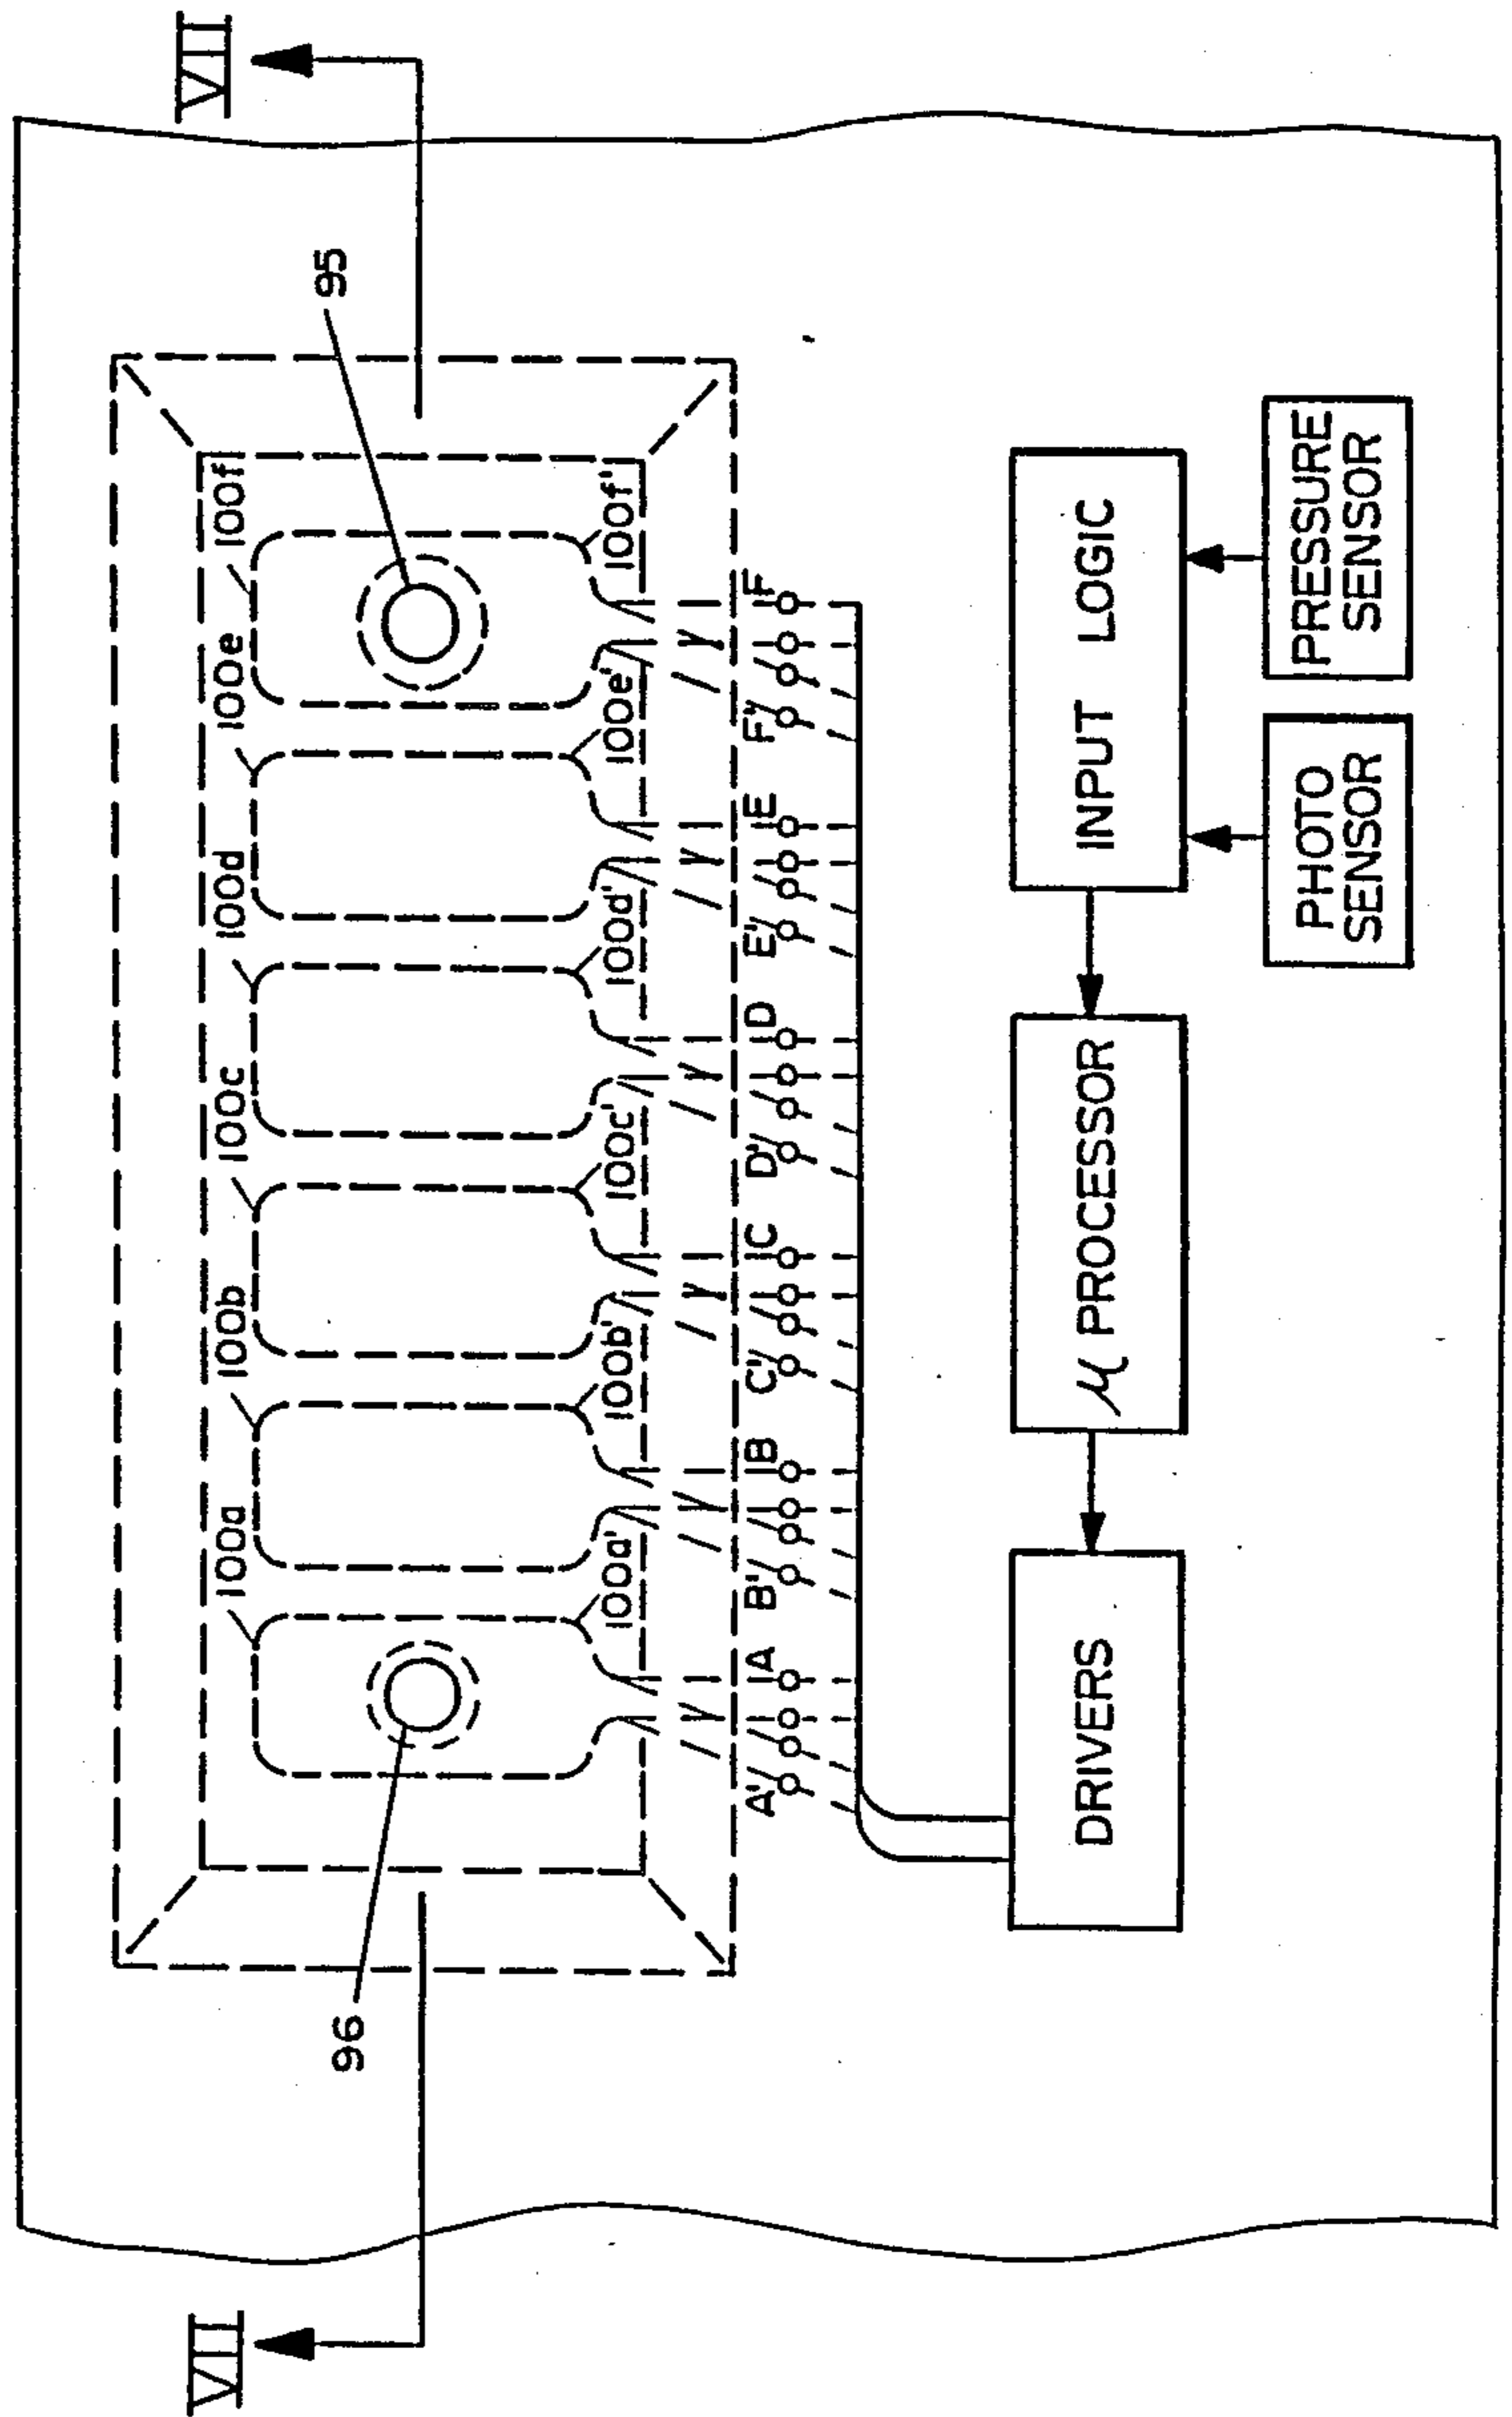 VII
VII
95
96
100a
100b
100c
100d
100e
100f
100a'
100b'
100c'
100d'
100e'
100f'
A'
A
B'
B
C'
C
D'
D
E'
E
F'
F
DRIVERS
μ PROCESSOR
INPUT LOGIC
PHOTO
SENSOR
PRESSURE
SENSOR